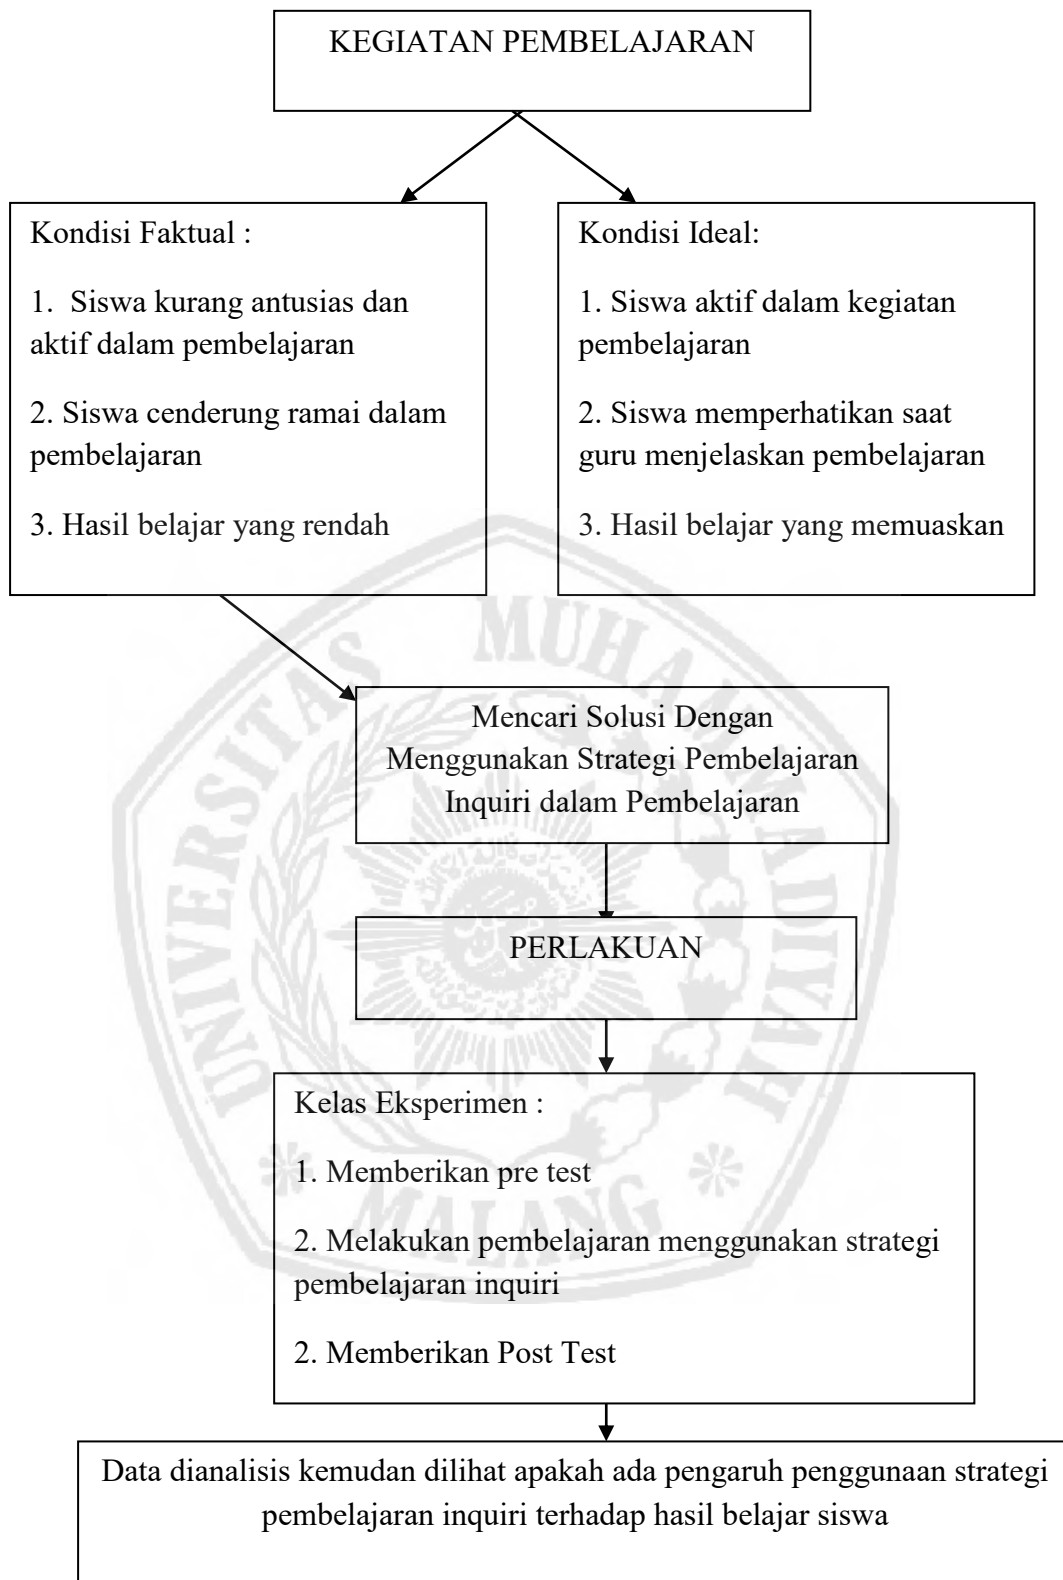 KEGIATAN PEMBELAJARAN
Kondisi Faktual :
1. Siswa kurang antusias dan
aktif dalam pembelajaran
2. Siswa cenderung ramai dalam
pembelajaran
3. Hasil belajar yang rendah
Kondisi Ideal:
1. Siswa aktif dalam kegiatan
pembelajaran
2. Siswa memperhatikan saat
guru menjelaskan pembelajaran
3. Hasil belajar yang memuaskan
Mencari Solusi Dengan
Menggunakan Strategi Pembelajaran
Inquiri dalam Pembelajaran
PERLAKUAN
Kelas Eksperimen :
1. Memberikan pre test
2. Melakukan pembelajaran menggunakan strategi
pembelajaran inquiri
2. Memberikan Post Test
Data dianalisis kemudan dilihat apakah ada pengaruh penggunaan strategi
pembelajaran inquiri terhadap hasil belajar siswa
UNIVERSITAS MUHAMMADIYAH
MALANG